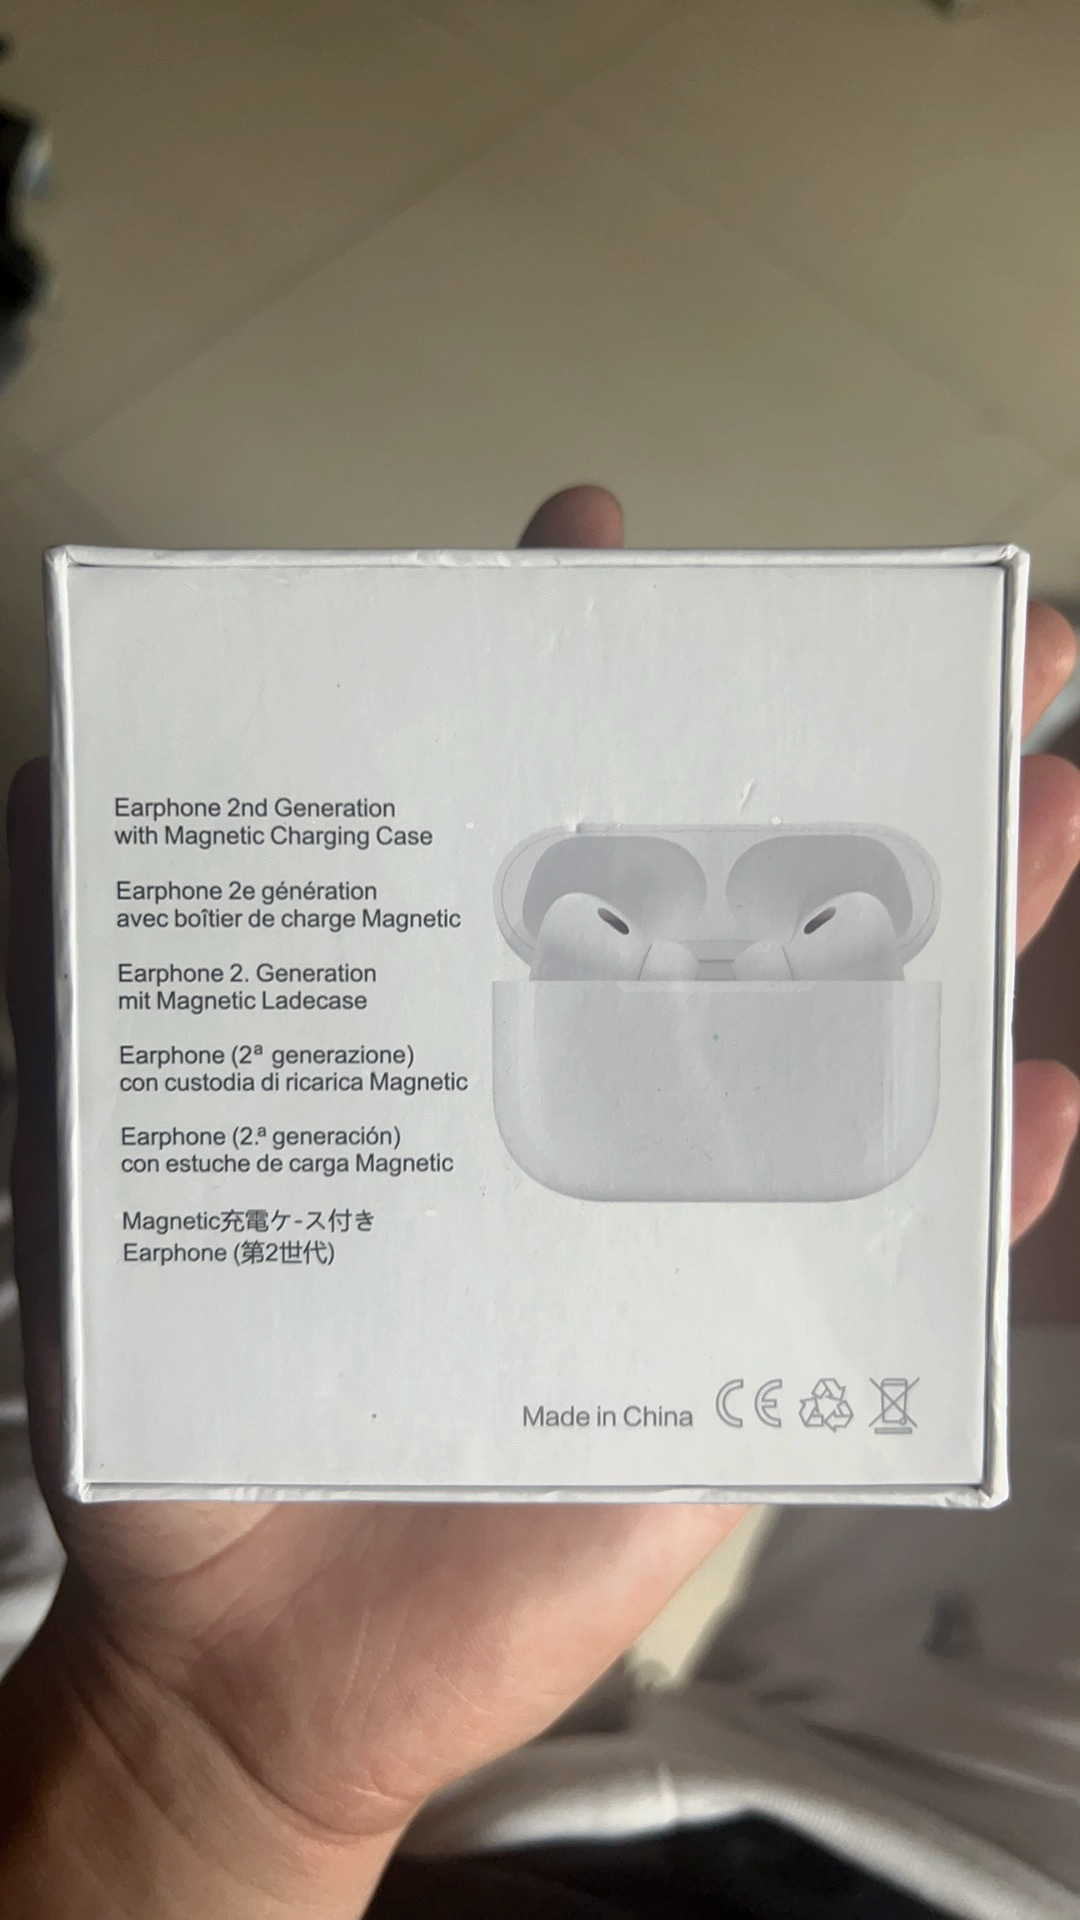 Earphone 2nd Generation
with Magnetic Charging Case
Earphone 2e génération
avec boîtier de charge Magnetic
Earphone 2. Generation
mit Magnetic Ladecase
Earphone (2ª generazione)
con custodia di ricarica Magnetic
Earphone (2.ª generación)
con estuche de carga Magnetic
Magnetic充電ケ-ス付き
Earphone (第2世代)
Made in China CE